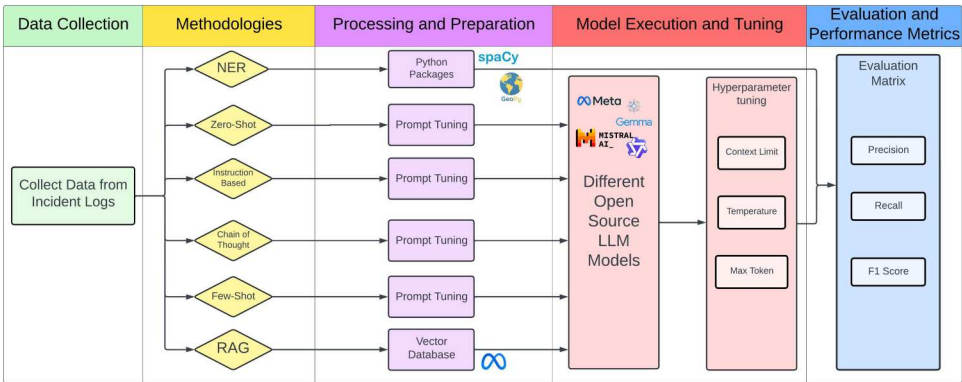 Data Collection
Methodologies
Processing and Preparation
Model Execution and Tuning
Evaluation and
Performance Metrics
Collect Data from
Incident Logs
NER
Zero-Shot
Instruction
Based
Chain of
Thought
Few-Shot
RAG
Python
Packages
spaCy
GeoPy
Prompt Tuning
Prompt Tuning
Prompt Tuning
Prompt Tuning
Vector
Database
Meta
Gemma
MISTRAL
AI_
Different
Open
Source
LLM
Models
Hyperparameter
tuning
Context Limit
Temperature
Max Token
Evaluation
Matrix
Precision
Recall
F1 Score